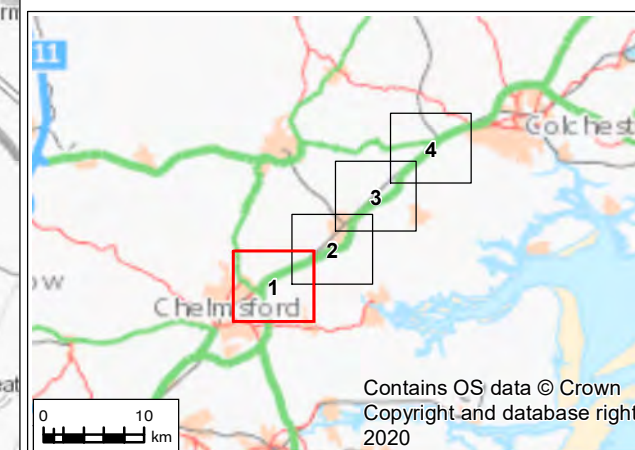 11
Colchest
4
3
2
1
ow
Chelmsford
0 10
km
Contains OS data © Crown
Copyright and database right
2020